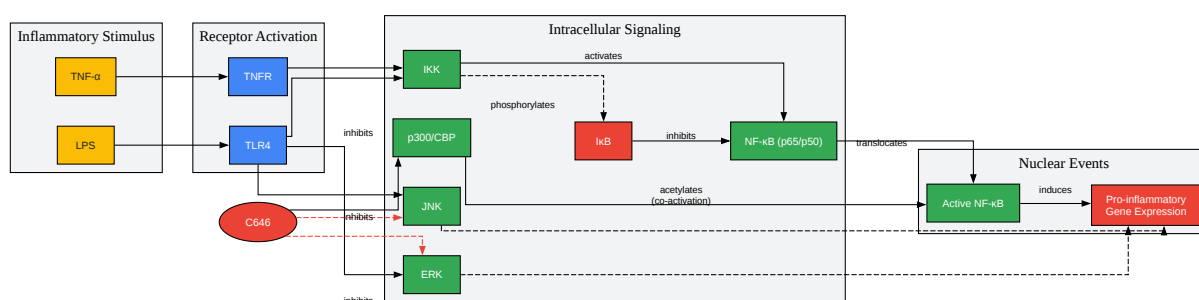 Inflammatory Stimulus
TNF-α
LPS
Receptor Activation
TNFR
TLR4
C646
Intracellular Signaling
IKK
activates
phosphorylates
inhibits
p300/CBP
IκB
inhibits
NF-κB (p65/p50)
translocates
JNK
inhibits
acetylates
(co-activation)
ERK
inhibits
Nuclear Events
Active NF-κB
induces
Pro-inflammatory
Gene Expression